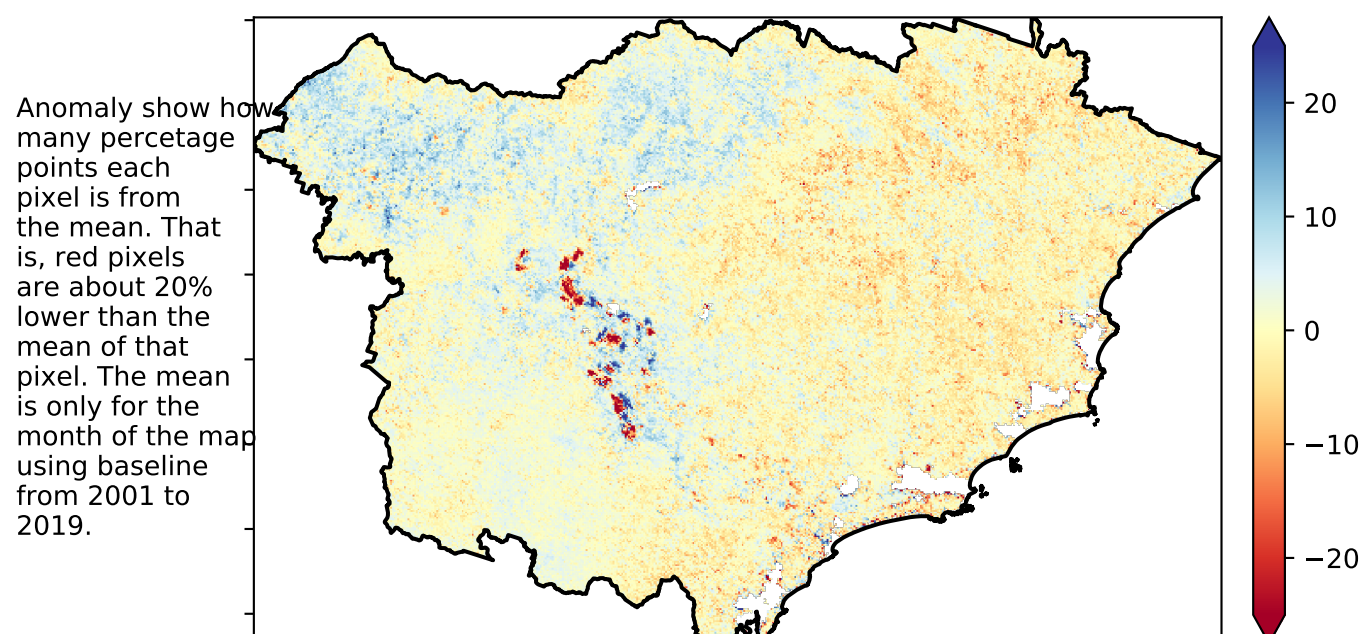 Anomaly show how
many percetage
points each
pixel is from
the mean. That
is, red pixels
are about 20%
lower than the
mean of that
pixel. The mean
is only for the
month of the map
using baseline
from 2001 to
2019.
20
10
0
−10
−20